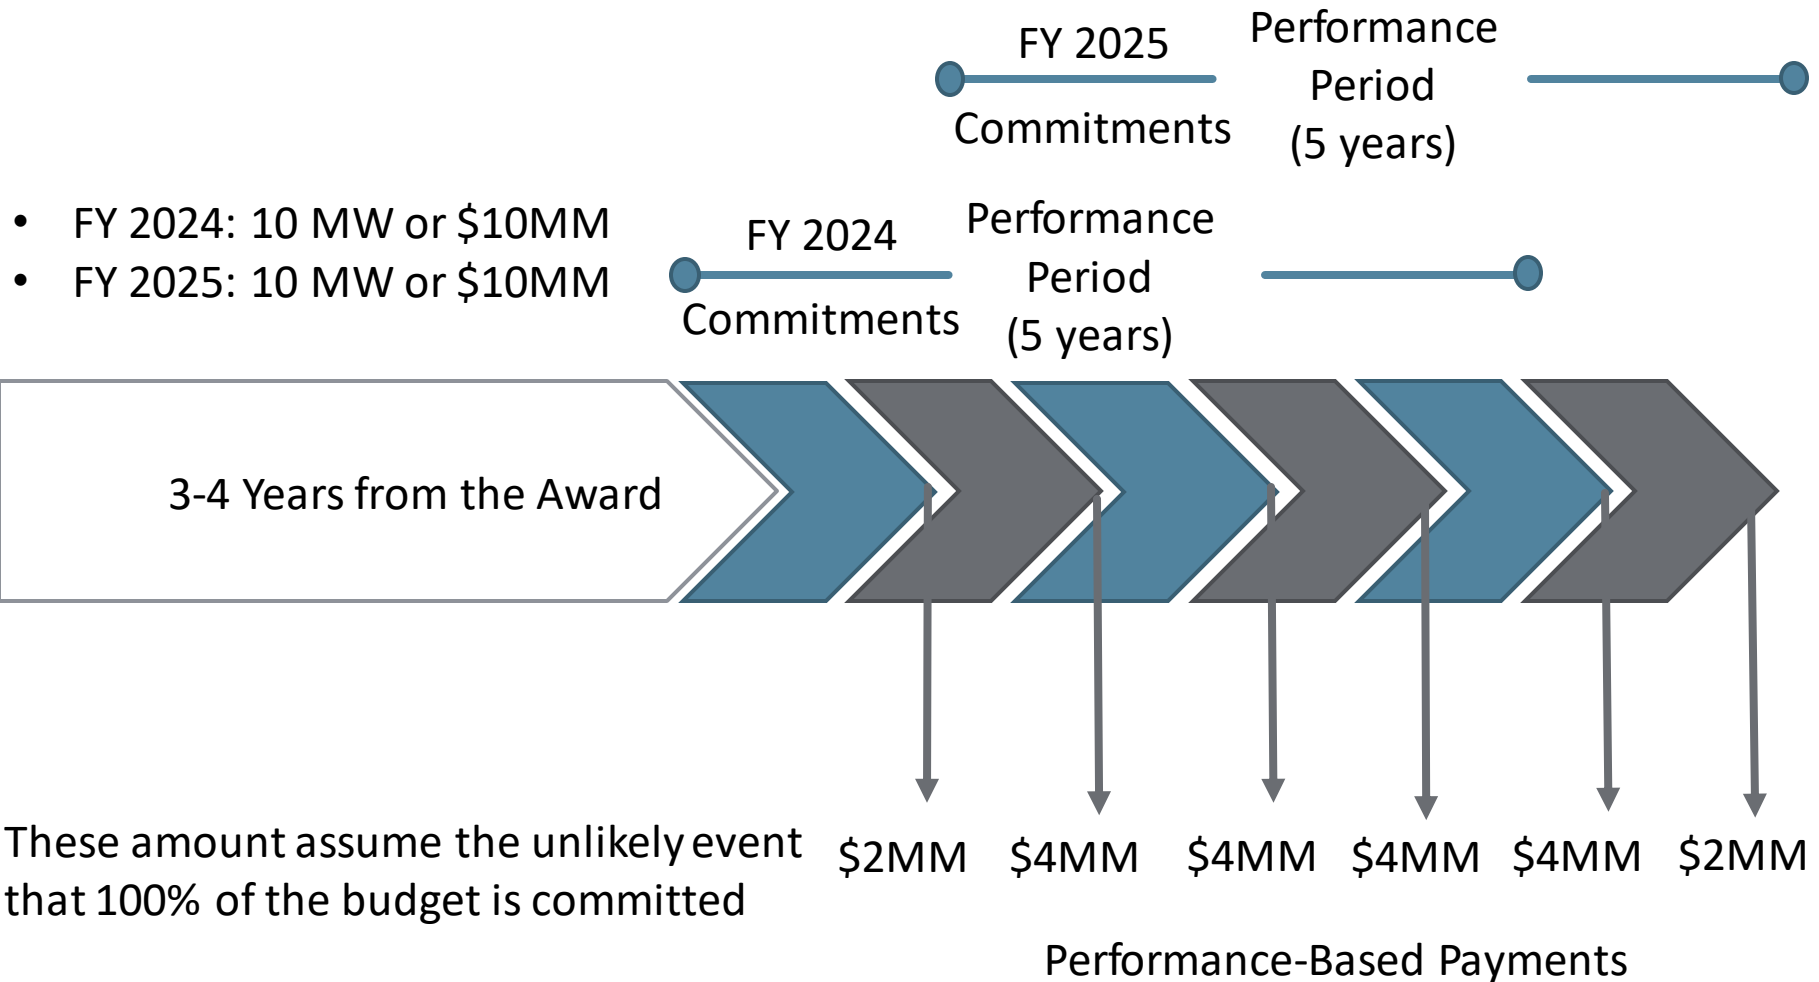 FY 2025
Commitments
Performance
Period
(5 years)
• FY 2024: 10 MW or $10MM
• FY 2025: 10 MW or $10MM
FY 2024
Commitments
Performance
Period
(5 years)
3-4 Years from the Award
These amount assume the unlikely event
that 100% of the budget is committed
$2MM $4MM $4MM $4MM $4MM $2MM
Performance-Based Payments